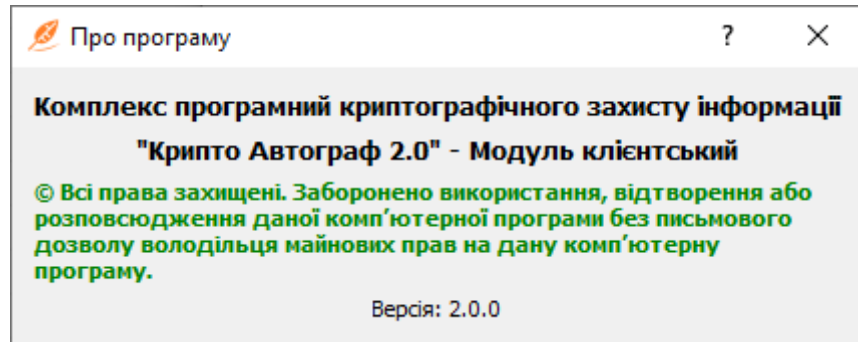 Про програму
Комплекс програмний криптографічного захисту інформації
"Крипто Автограф 2.0" - Модуль клієнтський
© Всі права захищені. Заборонено використання, відтворення або
розповсюдження даної комп’ютерної програми без письмового
дозволу володільця майнових прав на дану комп’ютерну
програму.
Версія: 2.0.0